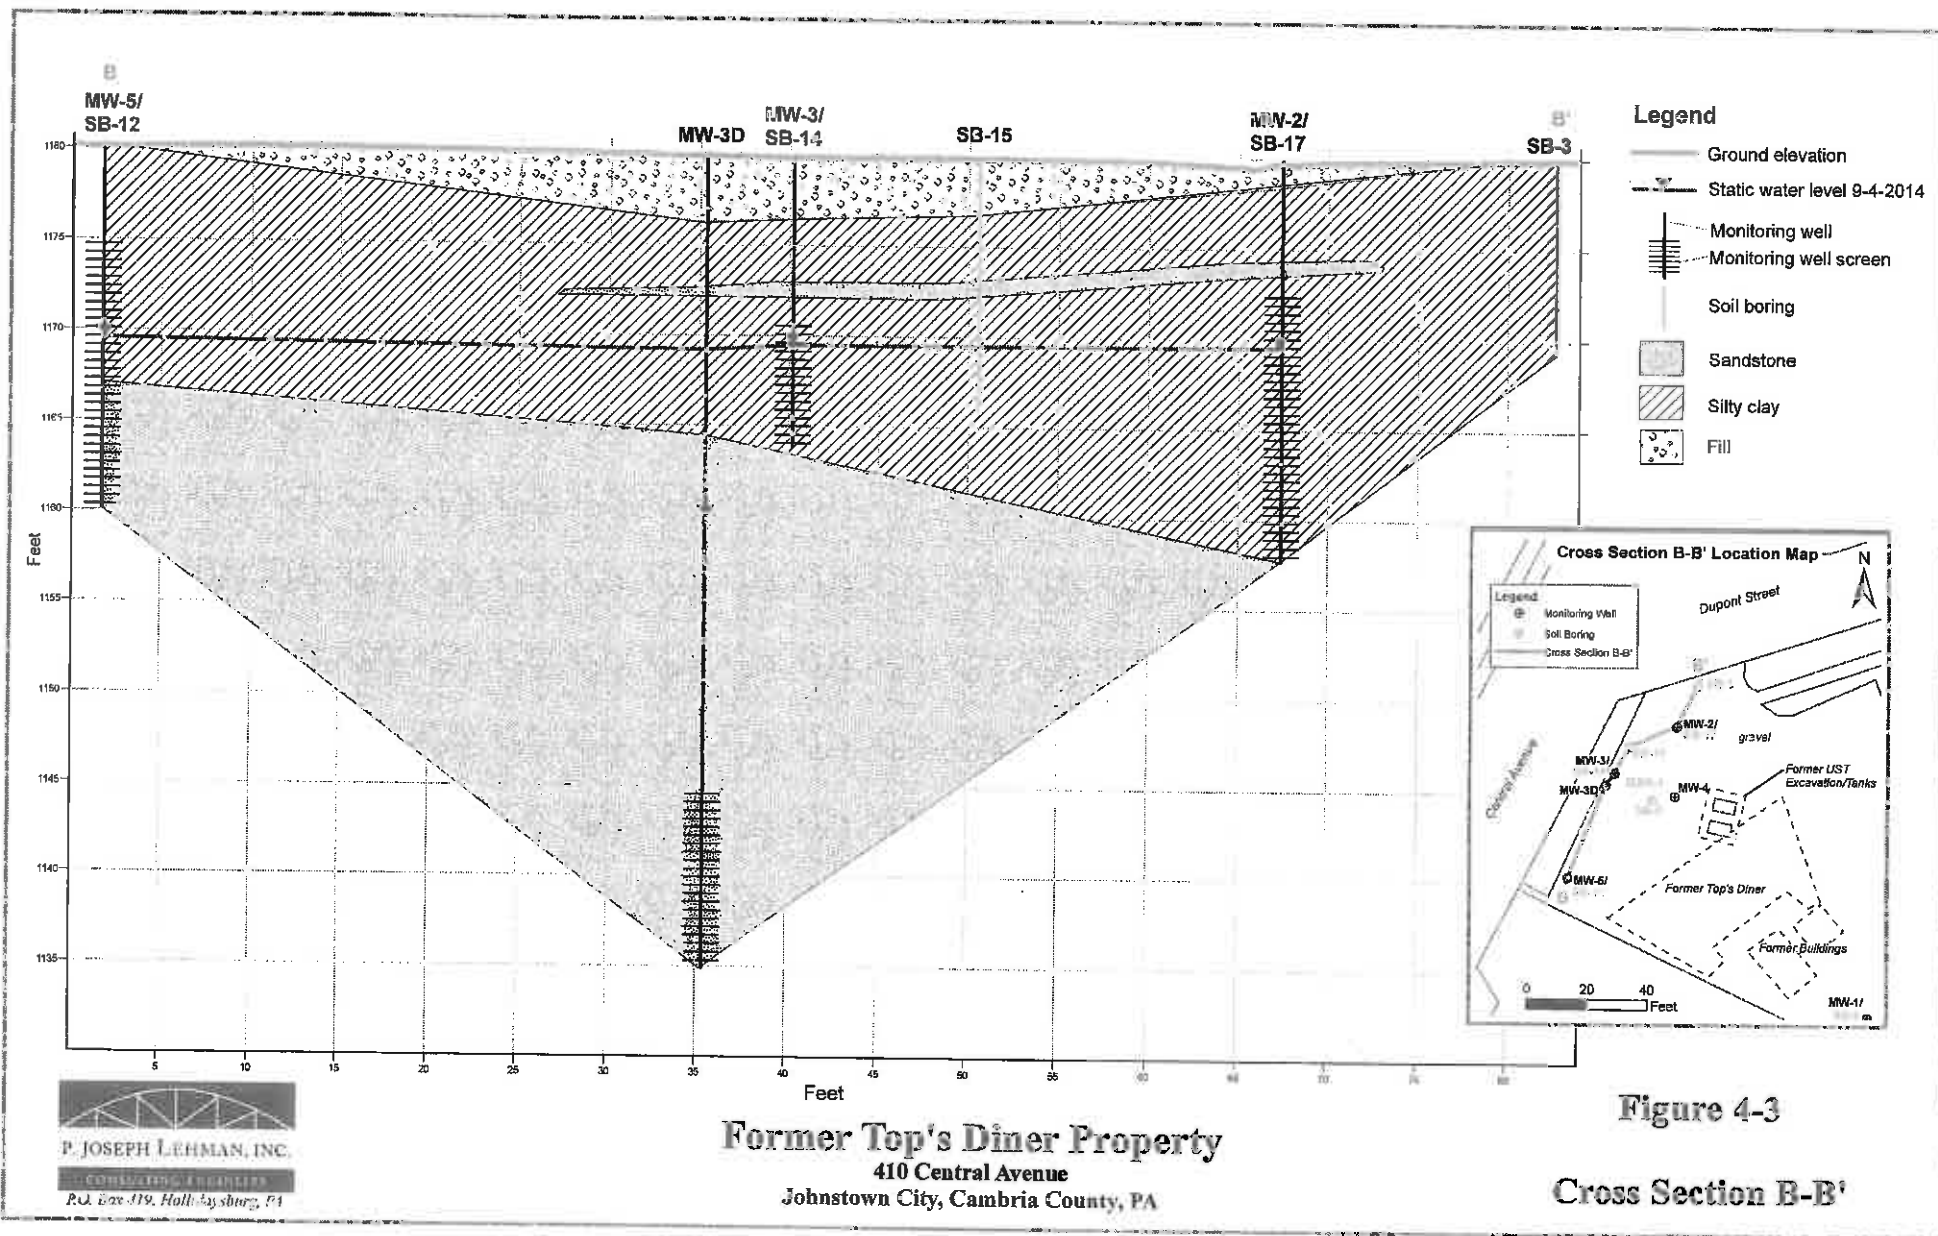 B
MW-5/
SB-12
MW-3D
MW-3/
SB-14
SB-15
MW-2/
SB-17
B'
SB-3
1180
1175
1170
1165
1160
1155
1150
1145
1140
1135
Feet
5
10
15
20
25
30
35
40
45
50
55
Feet
Legend
Ground elevation
Static water level 9-4-2014
Monitoring well
Monitoring well screen
Soil boring
Sandstone
Silty clay
Fill
Cross Section B-B' Location Map
N
Legend
Monitoring Well
Soil Boring
Cross Section B-B'
Dupont Street
Central Avenue
MW-2/
gravel
MW-3/
MW-3D
MW-4
Former UST
Excavation/Tanks
MW-5/
Former Top's Diner
Former Buildings
MW-1/
0 20 40
Feet
P. JOSEPH LEHMAN, INC.
CONSULTING ENGINEERS
P.O. Box 419, Hollidaysburg, PA
Former Top's Diner Property
410 Central Avenue
Johnstown City, Cambria County, PA
Figure 4-3
Cross Section B-B'